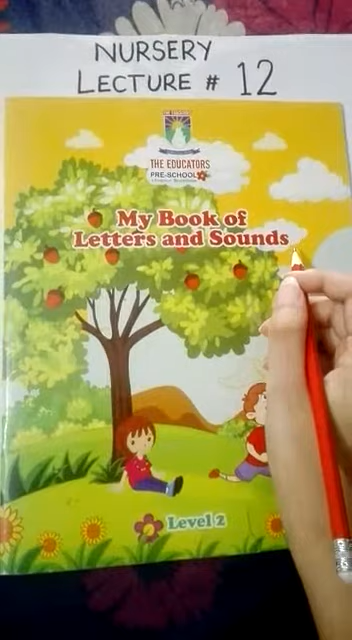 NURSERY
LECTURE # 12
THE EDUCATORS
PRE-SCHOOL
My Book of
Letters and Sounds
Level 2